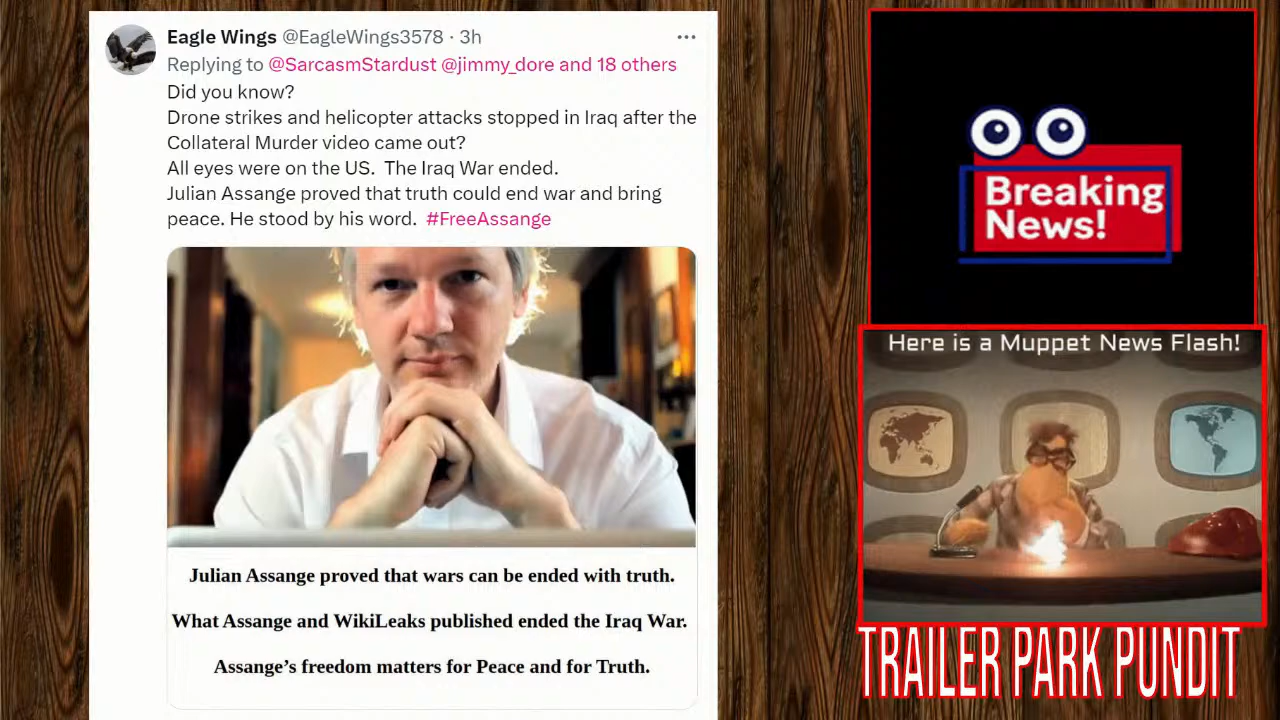 Eagle Wings @EagleWings3578 · 3h
Replying to @SarcasmStardust @jimmy_dore and 18 others
Did you know?
Drone strikes and helicopter attacks stopped in Iraq after the
Collateral Murder video came out?
All eyes were on the US.  The Iraq War ended.
Julian Assange proved that truth could end war and bring
peace. He stood by his word.  #FreeAssange
Julian Assange proved that wars can be ended with truth.
What Assange and WikiLeaks published ended the Iraq War.
Assange’s freedom matters for Peace and for Truth.
Breaking
News!
Here is a Muppet News Flash!
TRAILER PARK PUNDIT